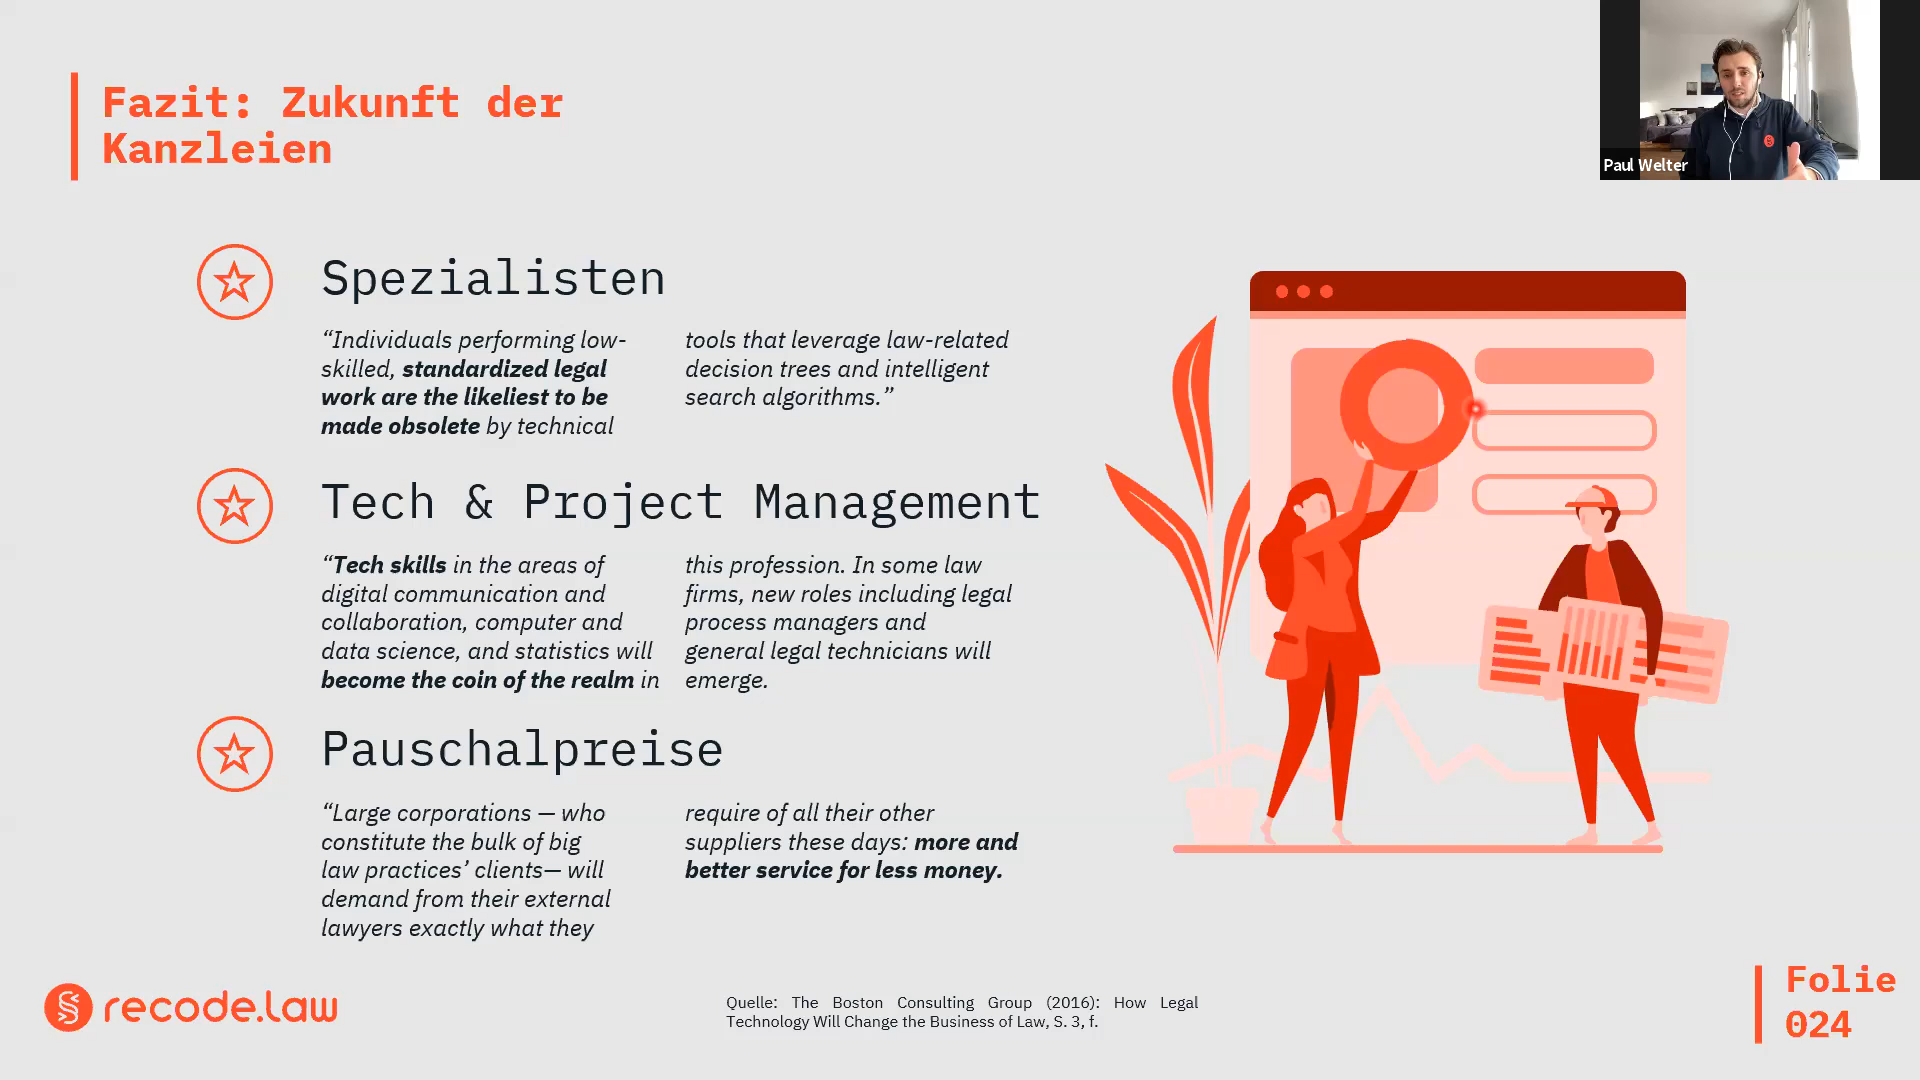 Fazit: Zukunft der
Kanzleien
Paul Welter
Spezialisten
“Individuals performing low-
skilled, standardized legal
work are the likeliest to be
made obsolete by technical
tools that leverage law-related
decision trees and intelligent
search algorithms.”
Tech & Project Management
“Tech skills in the areas of
digital communication and
collaboration, computer and
data science, and statistics will
become the coin of the realm in
this profession. In some law
firms, new roles including legal
process managers and
general legal technicians will
emerge.
Pauschalpreise
“Large corporations — who
constitute the bulk of big
law practices’ clients— will
demand from their external
lawyers exactly what they
require of all their other
suppliers these days: more and
better service for less money.
recode.law
Quelle: The Boston Consulting Group (2016): How Legal
Technology Will Change the Business of Law, S. 3, f.
Folie
024